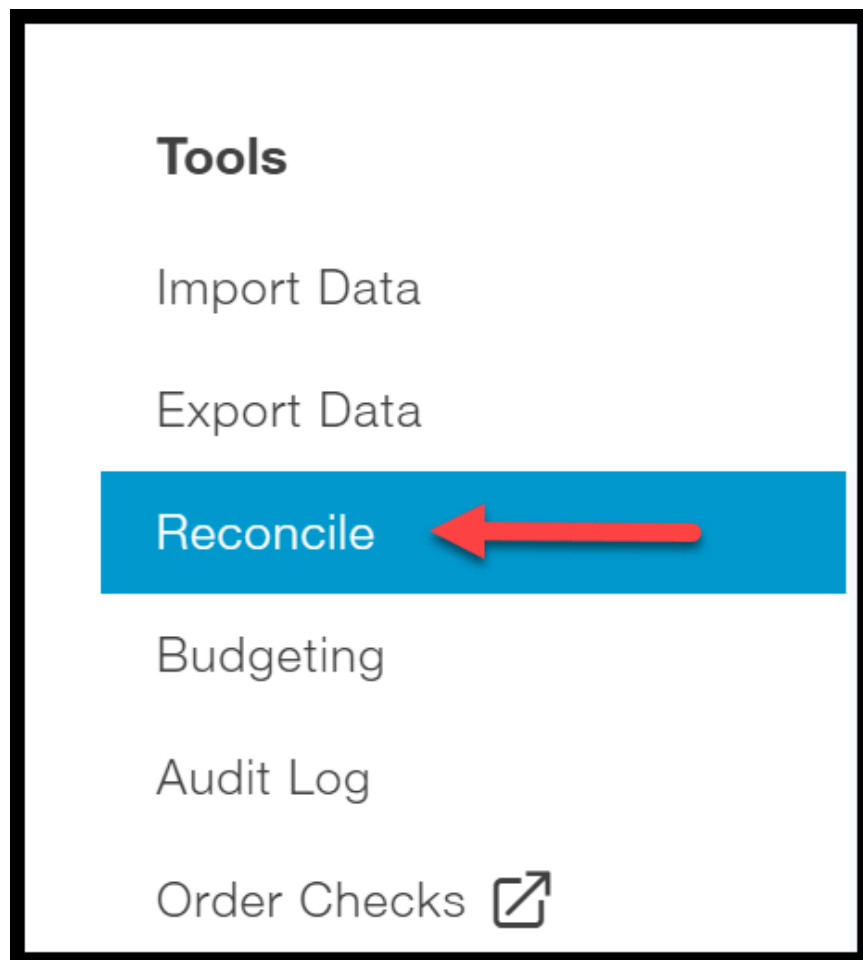 Tools
Import Data
Export Data
Reconcile
Budgeting
Audit Log
Order Checks